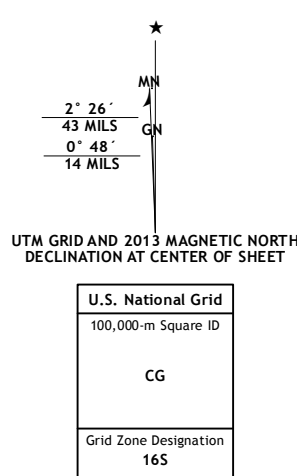 MN
2° 26´
43 MILS
GN
0° 48´
14 MILS
UTM GRID AND 2013 MAGNETIC NORTH
DECLINATION AT CENTER OF SHEET
U.S. National Grid
100,000-m Square ID
CG
Grid Zone Designation
16S